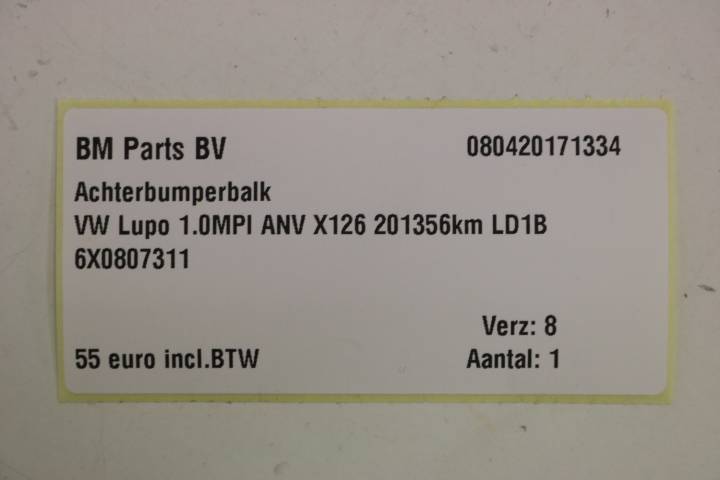 BM Parts BV 080420171334
Achterbumperbalk
VW Lupo 1.0MPI ANV X126 201356km LD1B
6X0807311
Verz: 8
55 euro incl.BTW Aantal: 1